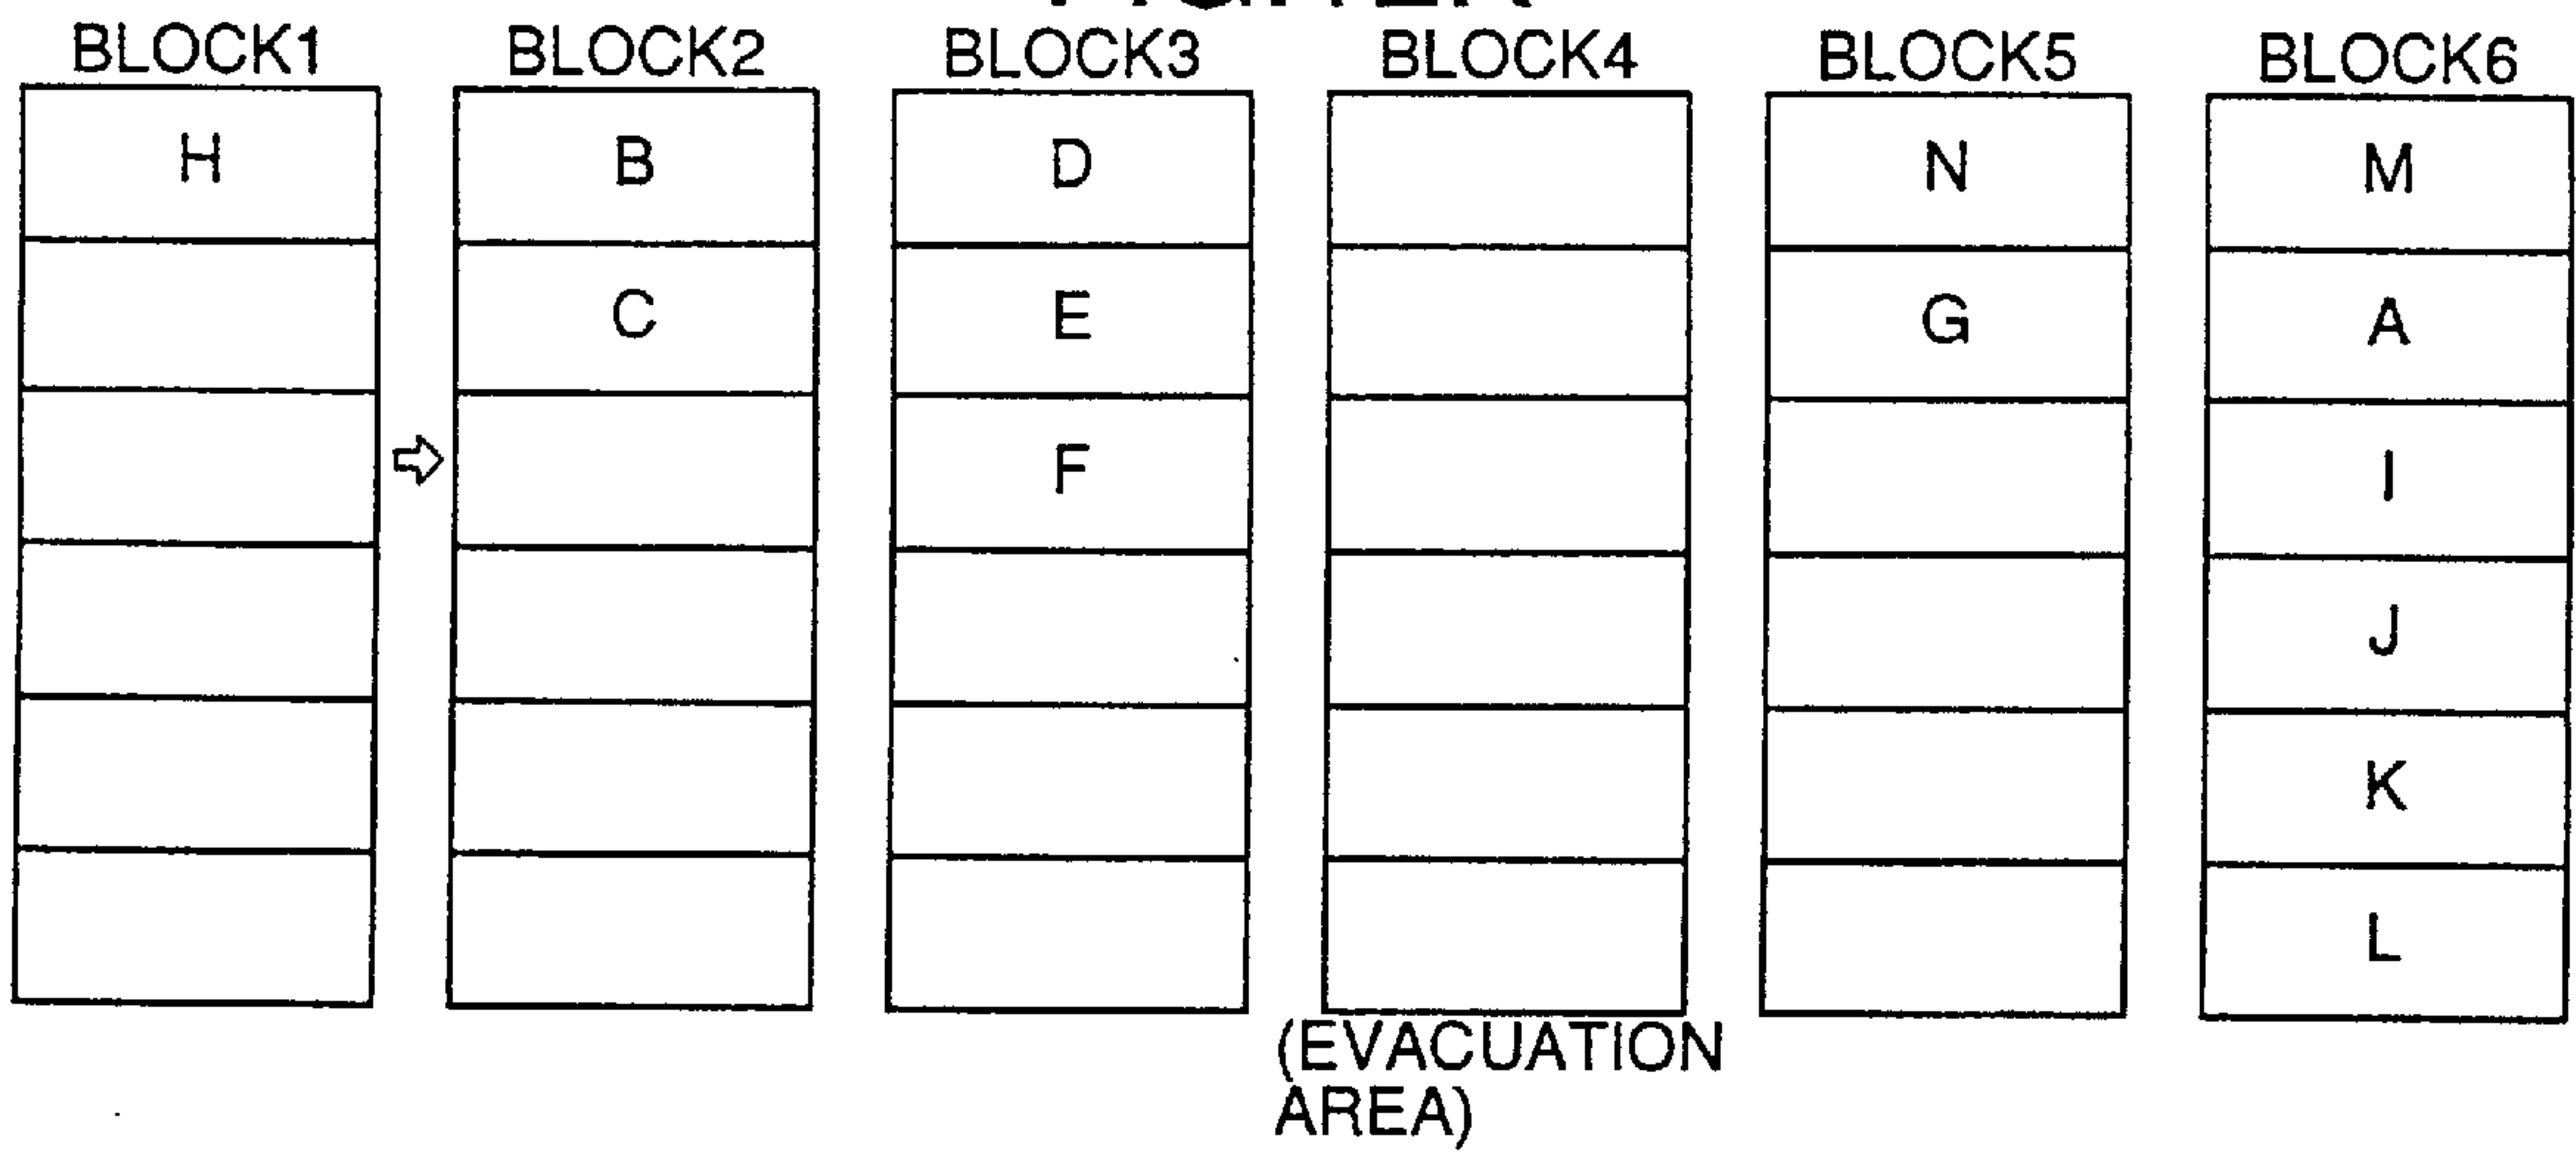 BLOCK1 BLOCK2 BLOCK3 BLOCK4 BLOCK5 BLOCK6
H B D N M
C E G A
F I
J
K
L
(EVACUATION
AREA)